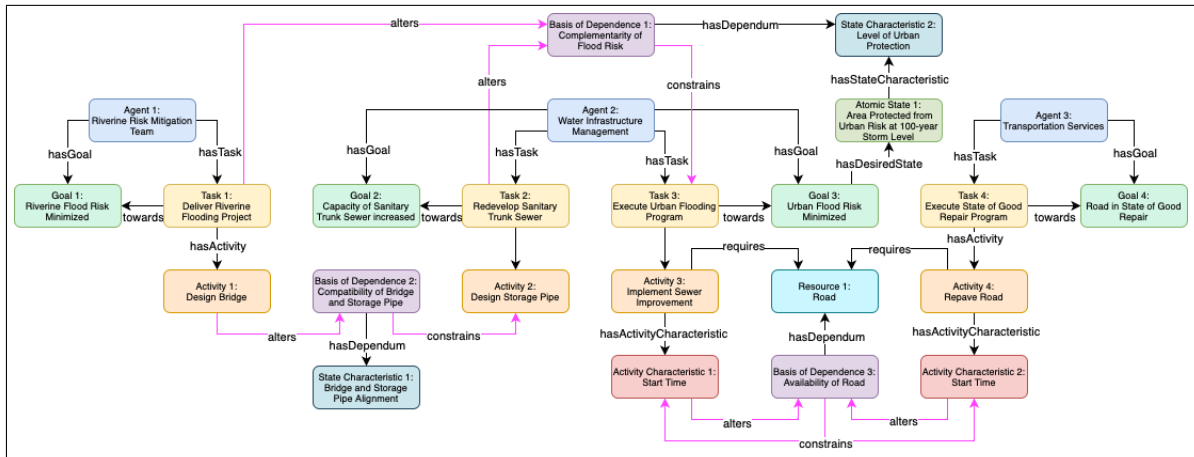 alters
Basis of Dependence 1:
Complementarity of
Flood Risk
hasDependum
State Characteristic 2:
Level of Urban
Protection
alters
constrains
hasStateCharacteristic
Agent 1:
Riverine Risk Mitigation
Team
Agent 2:
Water Infrastructure
Management
Atomic State 1:
Area Protected from
Urban Risk at 100-year
Storm Level
Agent 3:
Transportation Services
hasGoal
hasTask
hasGoal
hasTask
hasTask
hasGoal
hasDesiredState
hasTask
hasGoal
Goal 1:
Riverine Flood Risk
Minimized
towards
Task 1:
Deliver Riverine
Flooding Project
Goal 2:
Capacity of Sanitary
Trunk Sewer increased
towards
Task 2:
Redevelop Sanitary
Trunk Sewer
Task 3:
Execute Urban Flooding
Program
towards
Goal 3:
Urban Flood Risk
Minimized
Task 4:
Execute State of Good
Repair Program
towards
Goal 4:
Road in State of Good
Repair
hasActivity
requires
requires
hasActivity
Activity 1:
Design Bridge
Basis of Dependence 2:
Compatibility of Bridge
and Storage Pipe
Activity 2:
Design Storage Pipe
Activity 3:
Implement Sewer
Improvement
Resource 1:
Road
Activity 4:
Repave Road
alters
constrains
hasDependum
hasActivityCharacteristic
hasDependum
hasActivityCharacteristic
State Characteristic 1:
Bridge and Storage
Pipe Alignment
Activity Characteristic 1:
Start Time
Basis of Dependence 3:
Availability of Road
Activity Characteristic 2:
Start Time
alters
alters
constrains